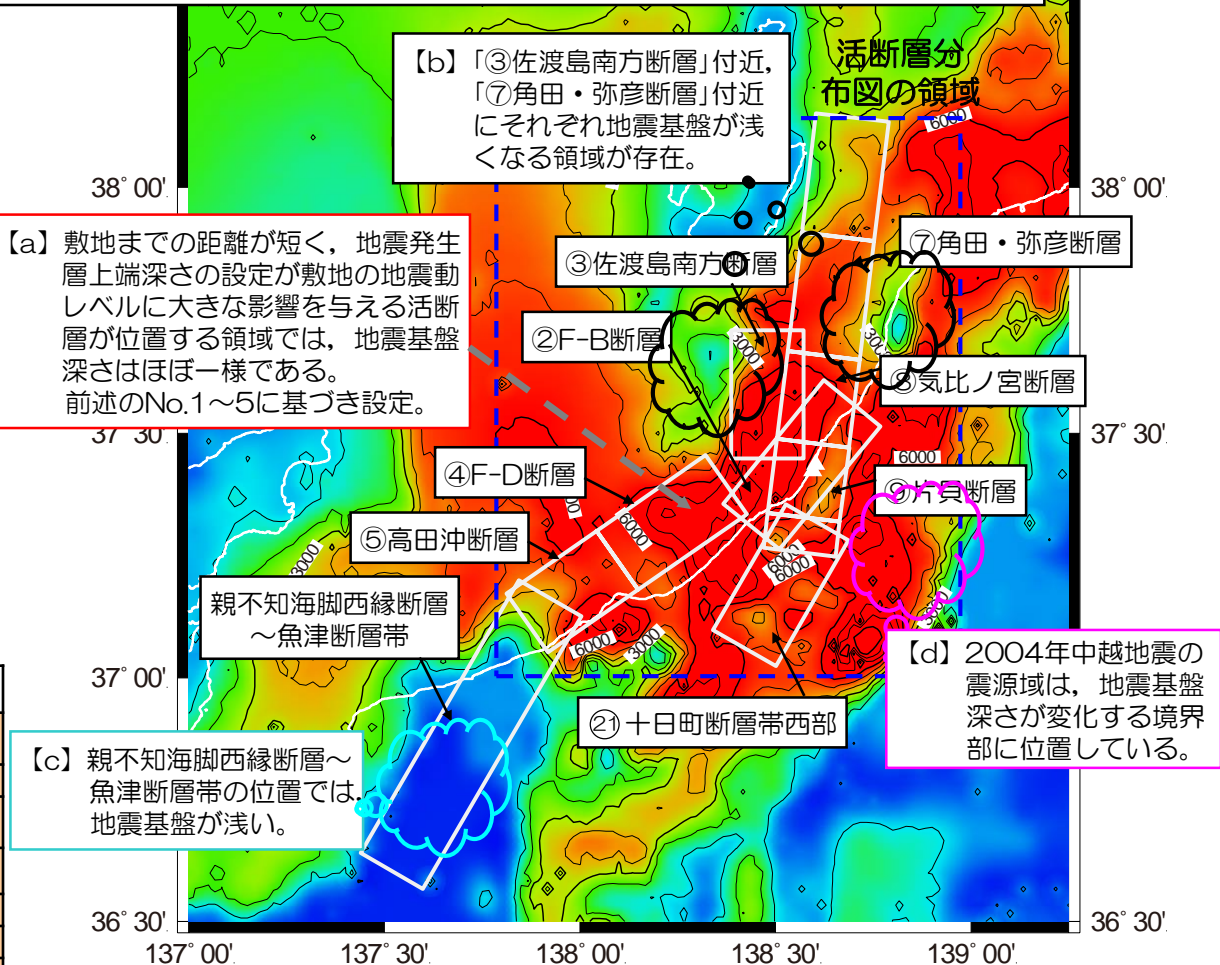 【b】「③佐渡島南方断層」付近,
「⑦角田・弥彦断層」付近
にそれぞれ地震基盤が浅
くなる領域が存在。
活断層分
布図の領域
6000
38° 00'
38° 00'
【a】敷地までの距離が短く，地震発生
層上端深さの設定が敷地の地震動
レベルに大きな影響を与える活断
層が位置する領域では，地震基盤
深さはほぼ一様である。
前述のNo.1～5に基づき設定。
⑦角田・弥彦断層
③佐渡島南方断層
②F-B断層
3000
3000
⑧気比ノ宮断層
37° 30'
37° 30'
6000
④F-D断層
⑨片貝断層
⑤高田沖断層
6000
3000
6000
6000
親不知海脚西縁断層
～魚津断層帯
6000
3000
37° 00'
【d】2004年中越地震の
震源域は，地震基盤
深さが変化する境界
部に位置している。
㉑十日町断層帯西部
【c】親不知海脚西縁断層～
魚津断層帯の位置では，
地震基盤が浅い。
36° 30'
36° 30'
137° 00'
137° 30'
138° 00'
138° 30'
139° 00'